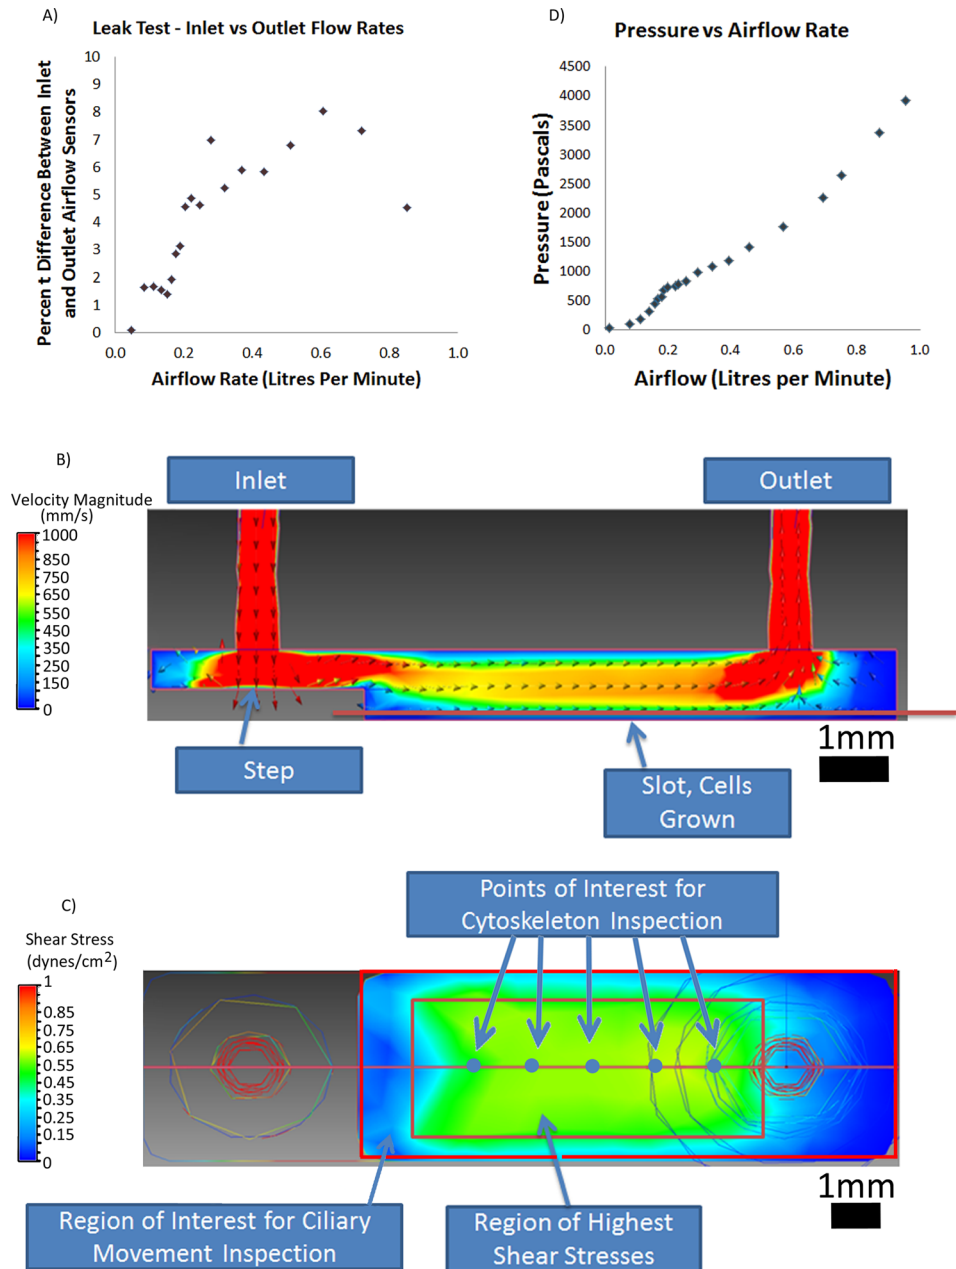 A)
Leak Test - Inlet vs Outlet Flow Rates
Percen t Difference Between Inlet
and Outlet Airflow Sensors
10
9
8
7
6
5
4
3
2
1
0
0.0 0.2 0.4 0.6 0.8 1.0
Airflow Rate (Litres Per Minute)
D)
Pressure vs Airflow Rate
Pressure (Pascals)
4500
4000
3500
3000
2500
2000
1500
1000
500
0
0.0 0.2 0.4 0.6 0.8 1.0
Airflow (Litres per Minute)
B)
Inlet
Outlet
Velocity Magnitude
(mm/s)
1000
850
750
650
550
450
350
250
150
0
Step
Slot, Cells
Grown
1mm
C)
Points of Interest for
Cytoskeleton Inspection
Shear Stress
(dynes/cm2)
1
0.85
0.75
0.65
0.55
0.45
0.35
0.25
0.15
0
Region of Interest for Ciliary
Movement Inspection
Region of Highest
Shear Stresses
1mm